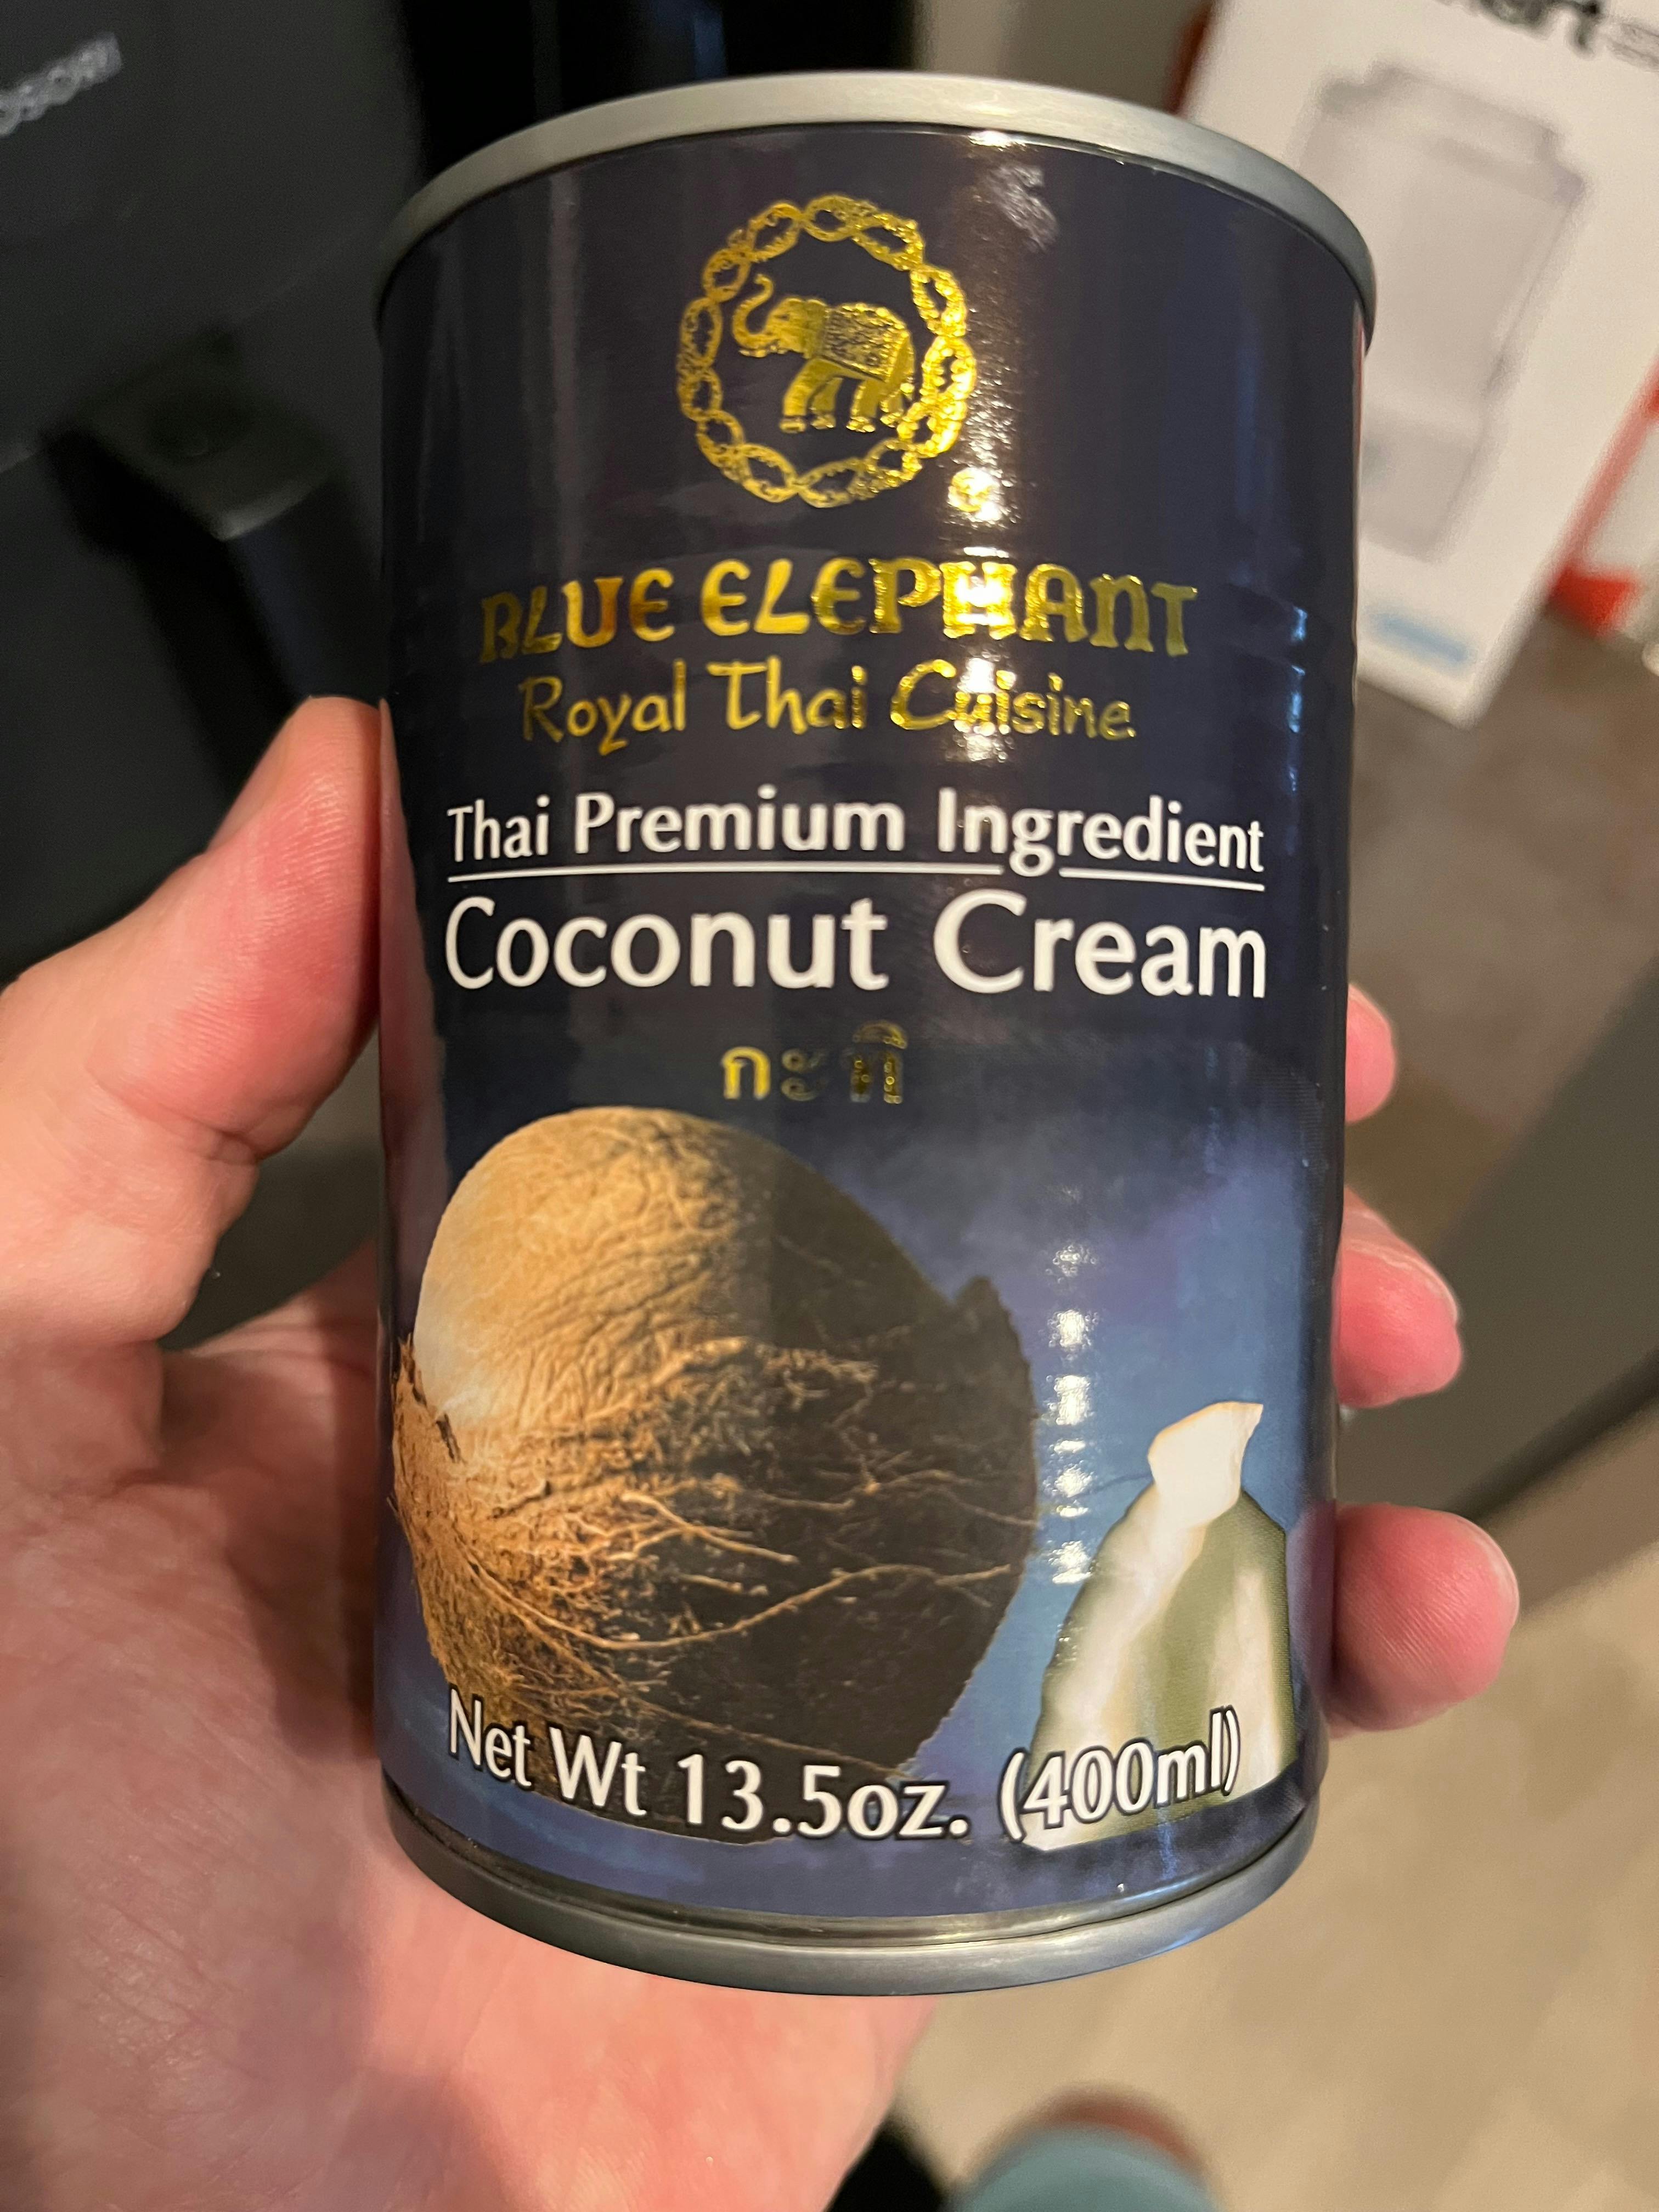 BLUE ELEPHANT
Royal Thai Cuisine
Thai Premium Ingredient
Coconut Cream
กะทิ
Net Wt 13.5oz. (400ml)